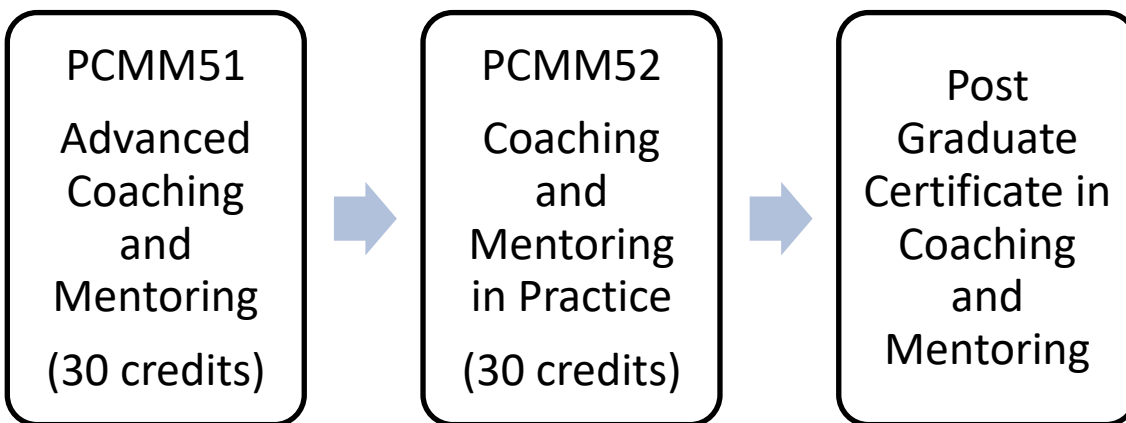 PCMM51
Advanced
Coaching
and
Mentoring
(30 credits)
PCMM52
Coaching
and
Mentoring
in Practice
(30 credits)
Post
Graduate
Certificate in
Coaching
and
Mentoring